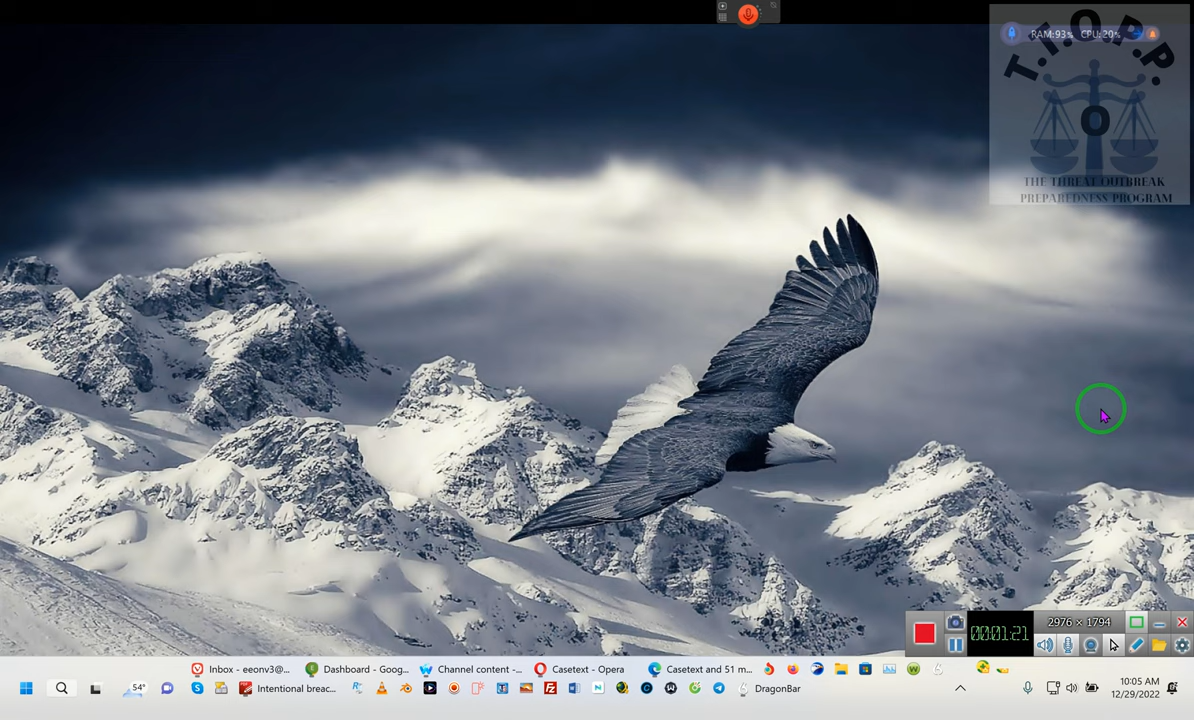 RAM:93% CPU:20%
T.T.O.P.P.
O
THE THREAT OUTBREAK
PREPAREDNESS PROGRAM
00:01:21
2976 × 1794
Inbox - eeonv3@...
Dashboard - Goog...
Channel content -...
Casetext - Opera
Casetext and 51 m...
54°
Intentional breac...
DragonBar
10:05 AM
12/29/2022